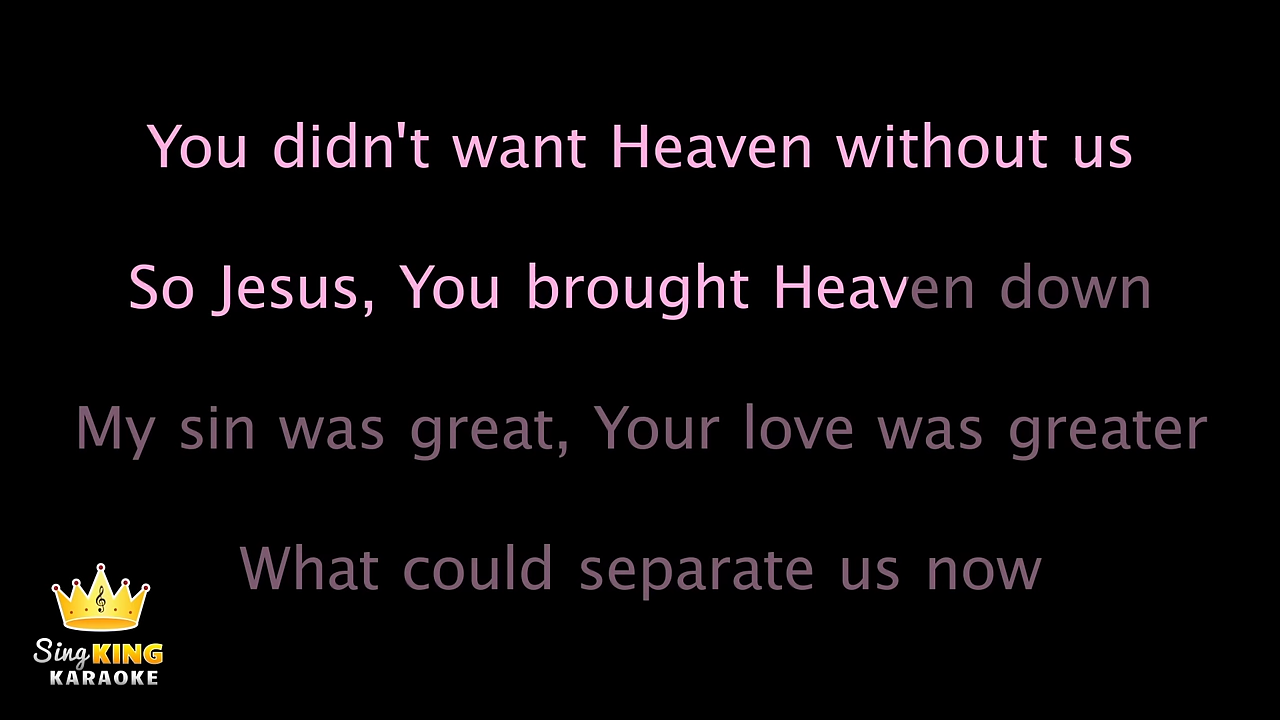 You didn't want Heaven without us
So Jesus, You brought Heaven down
My sin was great, Your love was greater
What could separate us now
Sing KING
KARAOKE